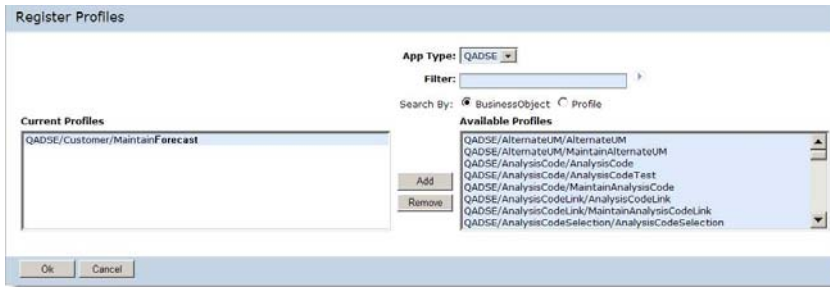 Register Profiles
App Type: QADSE
Filter:
Search By: BusinessObject Profile
Current Profiles
QADSE/Customer/MaintainForecast
Add
Remove
Available Profiles
QADSE/AlternateUM/AlternateUM
QADSE/AlternateUM/MaintainAlternateUM
QADSE/AnalysisCode/AnalysisCode
QADSE/AnalysisCode/AnalysisCodeTest
QADSE/AnalysisCode/MaintainAnalysisCode
QADSE/AnalysisCodeLink/AnalysisCodeLink
QADSE/AnalysisCodeLink/MaintainAnalysisCodeLink
QADSE/AnalysisCodeSelection/AnalysisCodeSelection
Ok Cancel